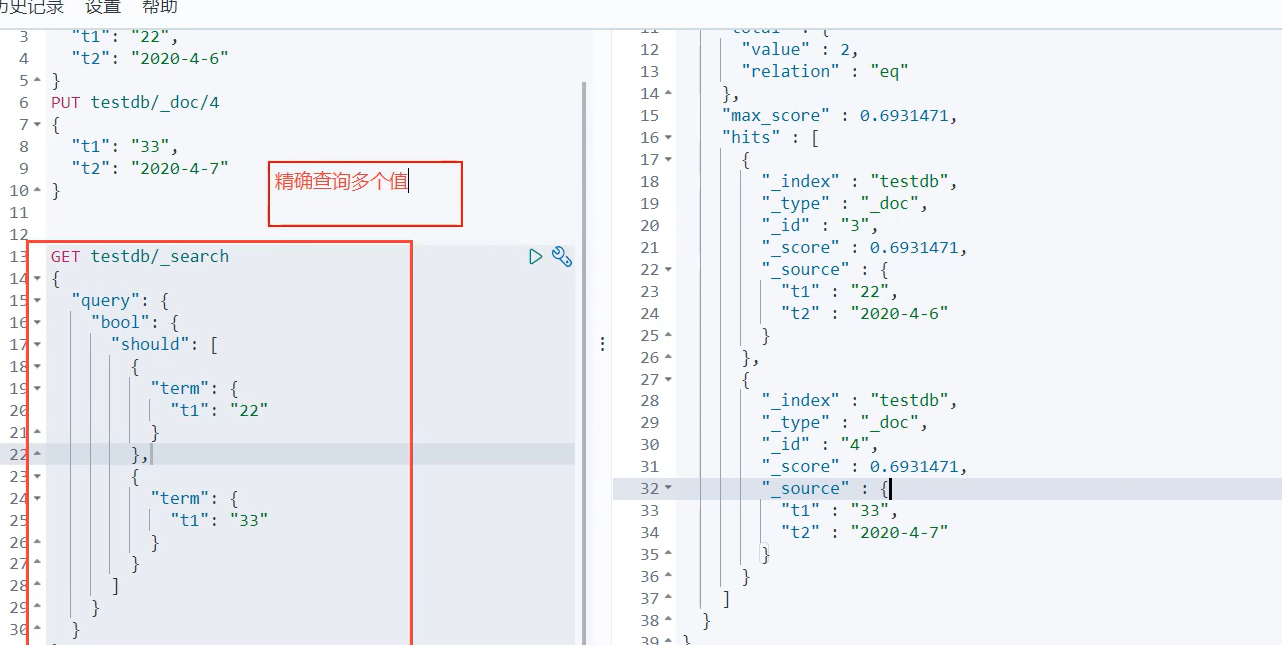 历史记录 设置 帮助
3 "t1": "22",
4 "t2": "2020-4-6"
5 }
6 PUT testdb/_doc/4
7 {
8 "t1": "33",
9 "t2": "2020-4-7"
10 }
11
12
精确查询多个值
13 GET testdb/_search
14 {
15 "query": {
16 "bool": {
17 "should": [
18 {
19 "term": {
20 "t1": "22"
21 }
22 },
23 {
24 "term": {
25 "t1": "33"
26 }
27 }
28 ]
29 }
30 }
11 "total" : {
12 "value" : 2,
13 "relation" : "eq"
14 },
15 "max_score" : 0.6931471,
16 "hits" : [
17 {
18 "_index" : "testdb",
19 "_type" : "_doc",
20 "_id" : "3",
21 "_score" : 0.6931471,
22 "_source" : {
23 "t1" : "22",
24 "t2" : "2020-4-6"
25 }
26 },
27 {
28 "_index" : "testdb",
29 "_type" : "_doc",
30 "_id" : "4",
31 "_score" : 0.6931471,
32 "_source" : {
33 "t1" : "33",
34 "t2" : "2020-4-7"
35 }
36 }
37 ]
38 }
39 }